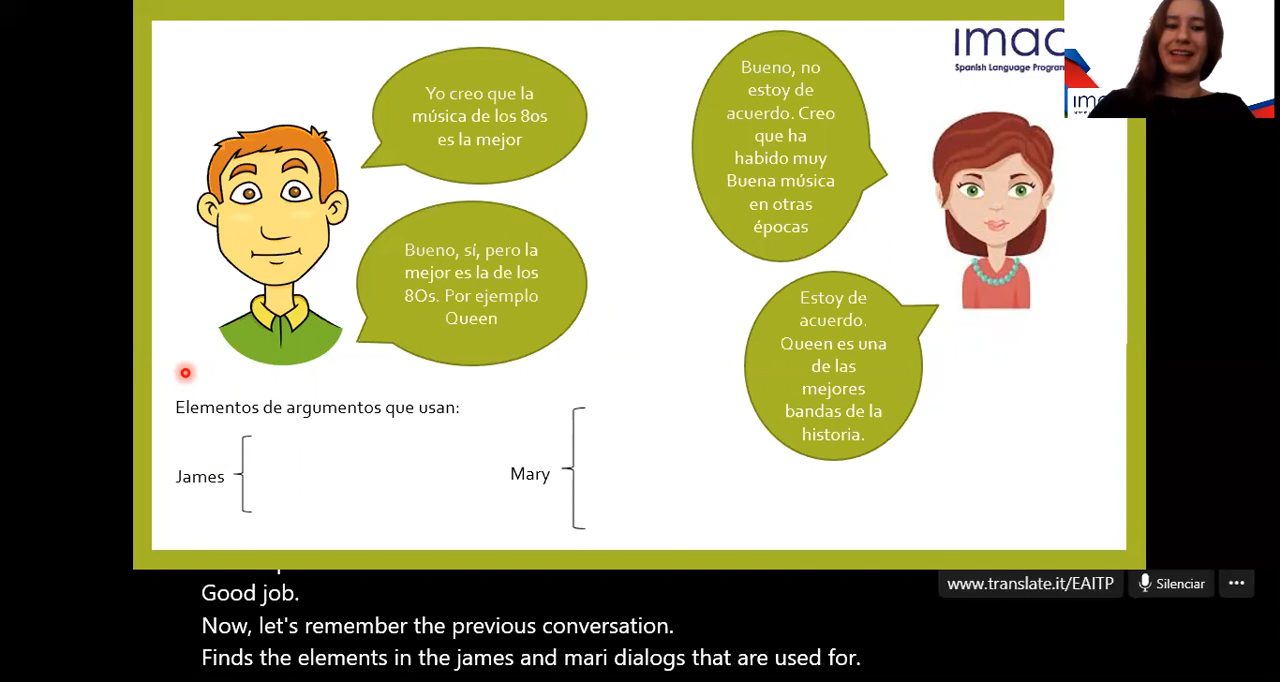 Yo creo que la
música de los 80s
es la mejor
Bueno, no
estoy de
acuerdo. Creo
que ha
habido muy
Buena música
en otras
épocas
imac
Spanish Language Program
imac
Bueno, sí, pero la
mejor es la de los
80s. Por ejemplo
Queen
Estoy de
acuerdo.
Queen es una
de las
mejores
bandas de la
historia.
Elementos de argumentos que usan:
James
Mary
Good job.
Now, let's remember the previous conversation.
Finds the elements in the james and mari dialogs that are used for.
www.translate.it/EAITP
Silenciar